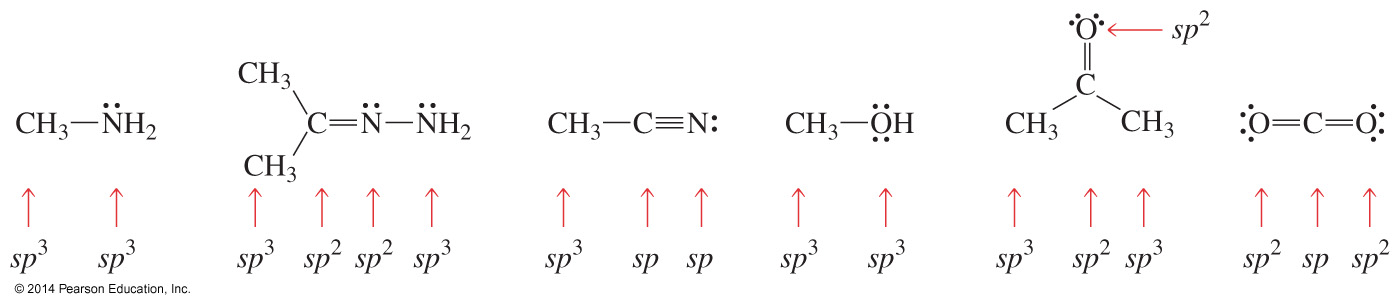 O sp²
CH₃ C CH₃
CH₃—NH₂ CH₃ C=N—NH₂ CH₃—C≡N: CH₃—OH CH₃ CH₃ O=C=O
sp³ sp³ sp³ sp² sp² sp³ sp³ sp sp sp³ sp³ sp³ sp² sp³ sp² sp sp²
© 2014 Pearson Education, Inc.